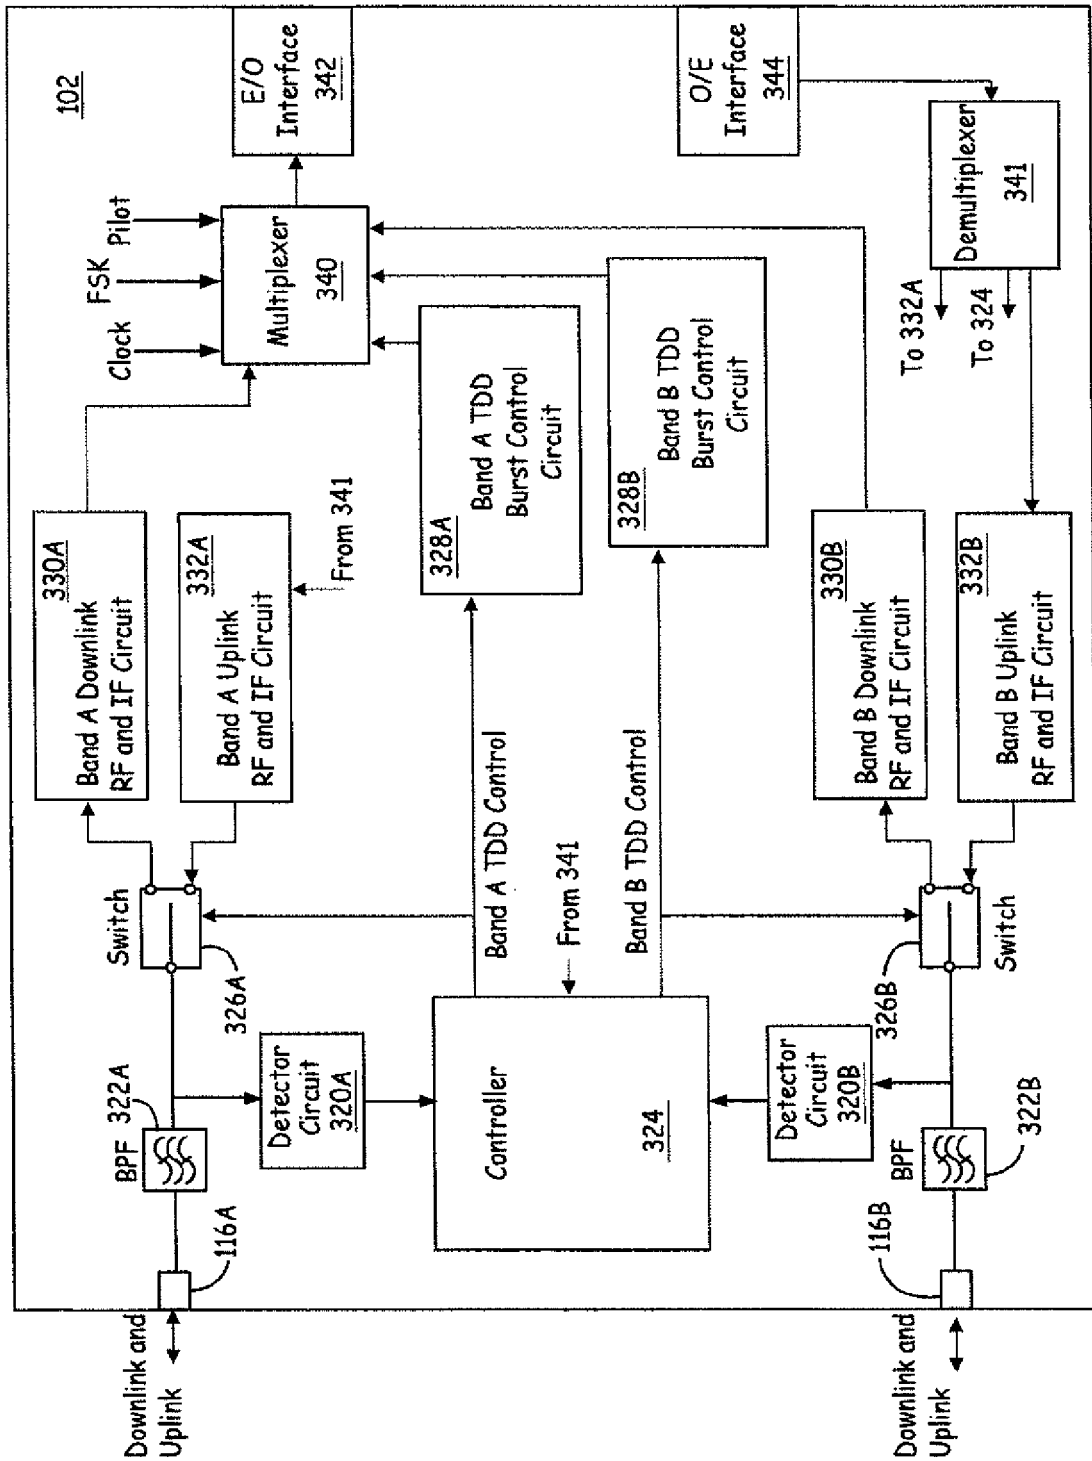 102
Downlink and
Uplink
116A
BPF
322A
Switch
326A
Band A Downlink
RF and IF Circuit
330A
Band A Uplink
RF and IF Circuit
332A
From 341
Clock
FSK
Pilot
Multiplexer
340
E/O
Interface
342
Detector
Circuit
320A
Controller
324
Band A TDD Control
From 341
Band B TDD Control
328A
Band A TDD
Burst Control
Circuit
328B
Band B TDD
Burst Control
Circuit
O/E
Interface
344
Demultiplexer
341
To 332A
To 324
Detector
Circuit
320B
Downlink and
Uplink
116B
BPF
322B
326B
Switch
Band B Downlink
RF and IF Circuit
330B
Band B Uplink
RF and IF Circuit
332B